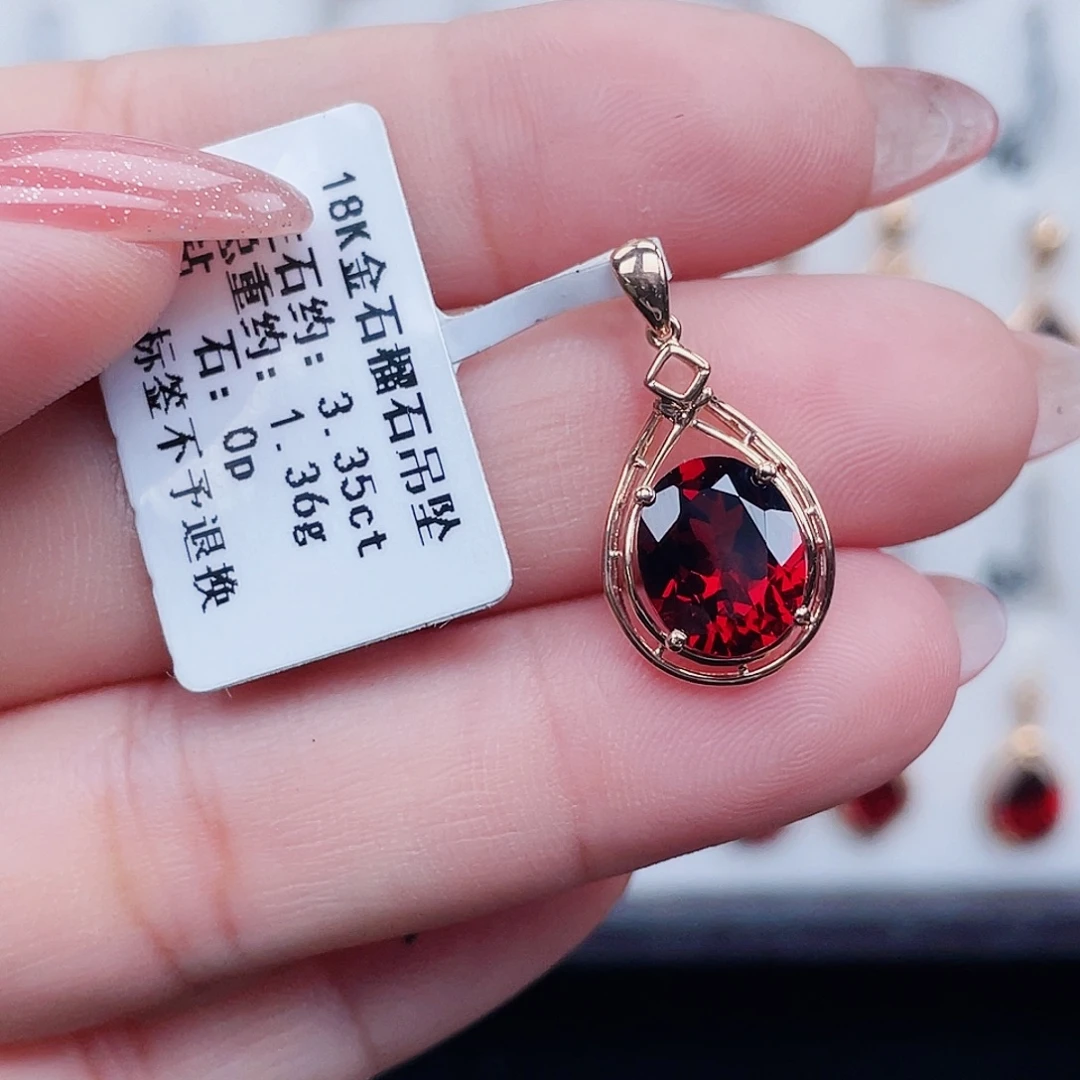 18K金石榴石吊坠
石约: 3.35ct
总重约: 1.36g
石: 0p
标签不予退换